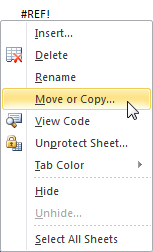 #REF!
Insert...
Delete
Rename
Move or Copy...
View Code
Unprotect Sheet...
Tab Color
Hide
Unhide...
Select All Sheets